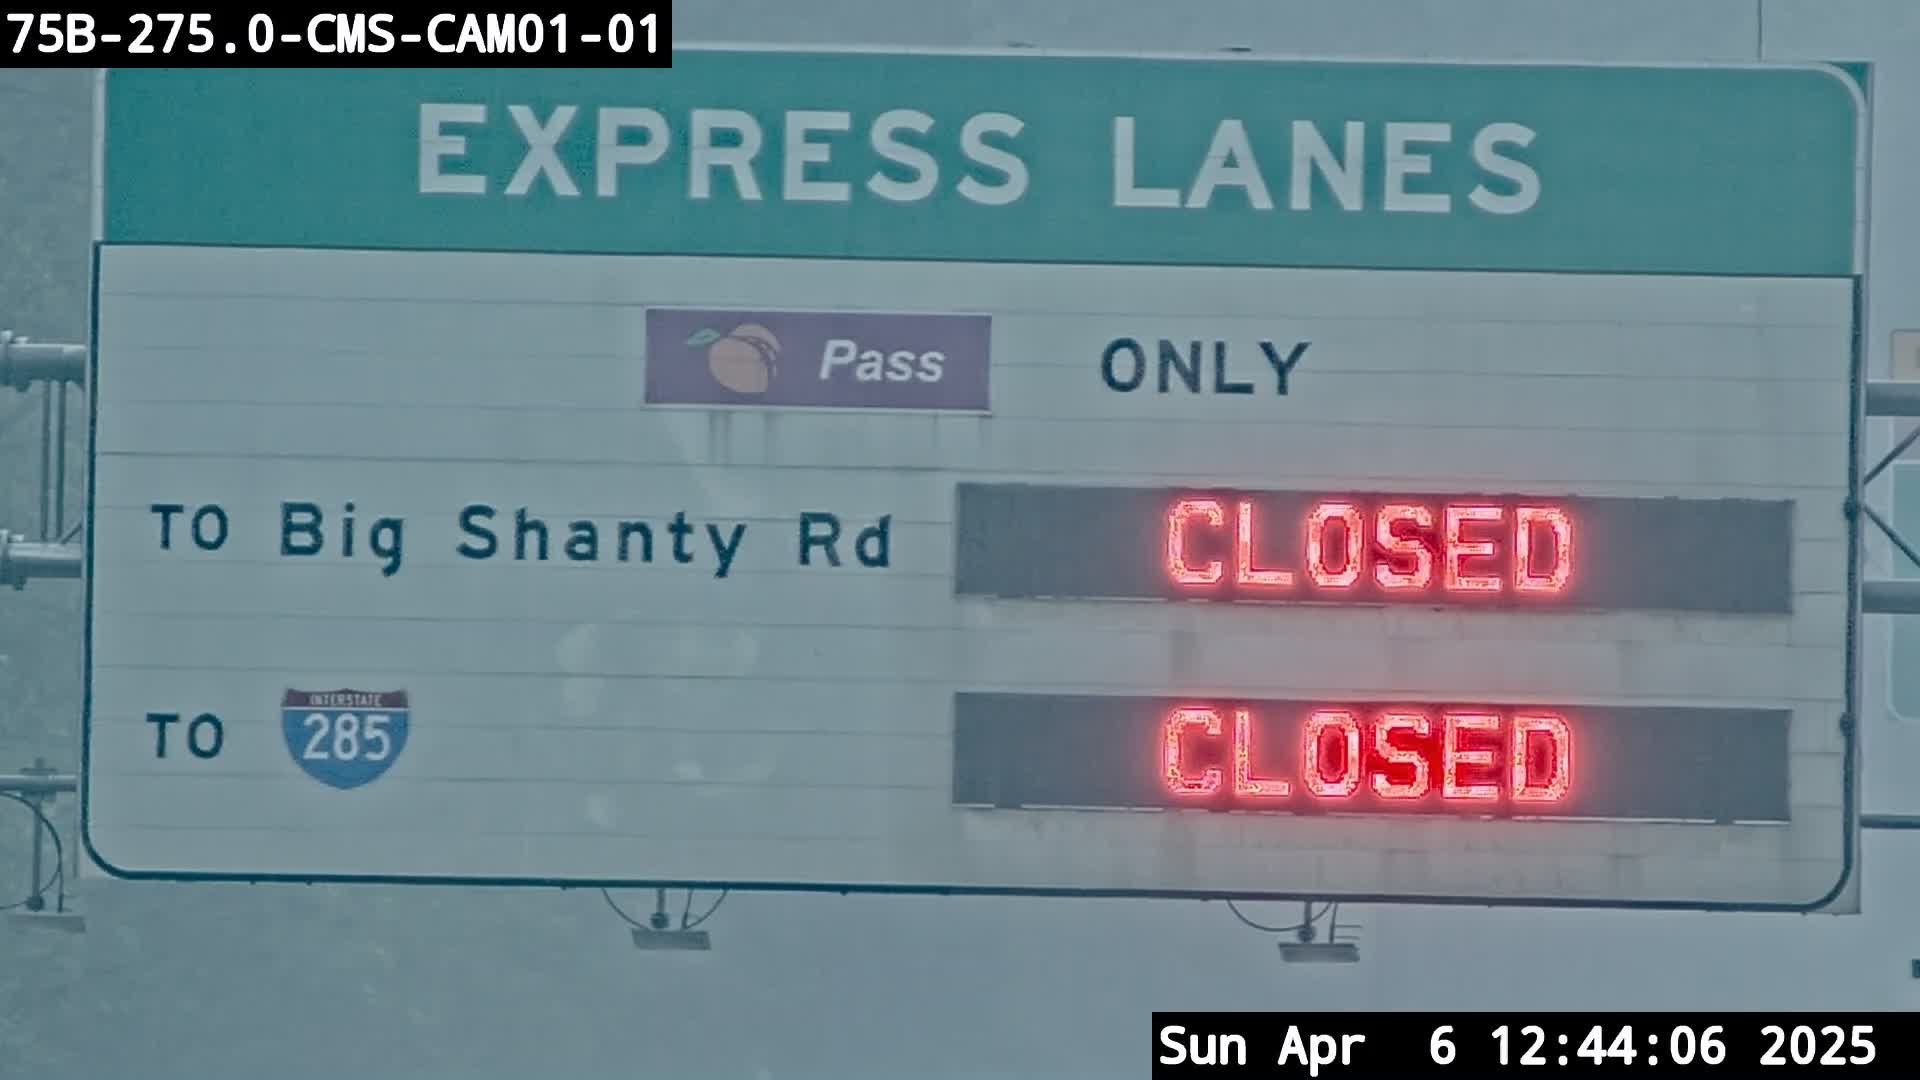 75B-275.0-CMS-CAM01-01
EXPRESS LANES
Pass ONLY
TO Big Shanty Rd CLOSED
TO INTERSTATE 285 CLOSED
Sun Apr 6 12:44:06 2025